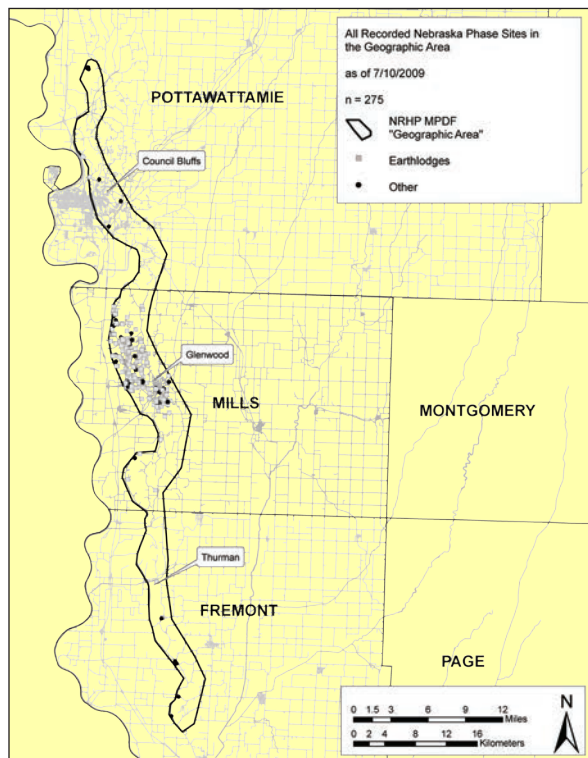 All Recorded Nebraska Phase Sites in
the Geographic Area
as of 7/10/2009
n = 275
NRHP MPDF
"Geographic Area"
Earthlodges
Other
POTTAWATTAMIE
Council Bluffs
Glenwood
MILLS
MONTGOMERY
Thurman
FREMONT
PAGE
N
0 1.5 3 6 9 12
Miles
0 2 4 8 12 16
Kilometers